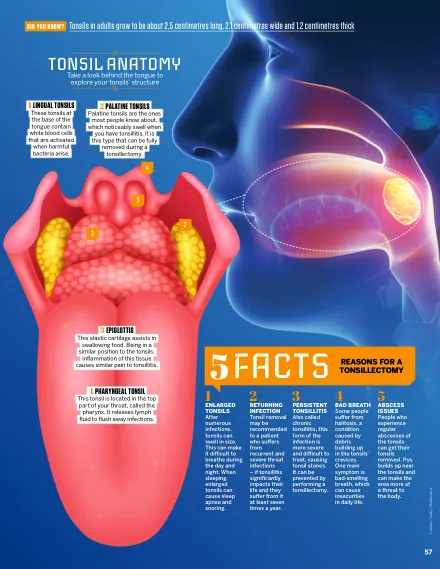 DID YOU KNOW? Tonsils in adults grow to be about 2.5 centimetres long, 2.1 centimetres wide and 1.2 centimetres thick
TONSIL ANATOMY
Take a look behind the tongue to
explore your tonsils' structure
1 LINGUAL TONSILS
These tonsils at
the base of the
tongue contain
white blood cells
that are activated
when harmful
bacteria arise.
2 PALATINE TONSILS
Palatine tonsils are the ones
most people know about,
which noticeably swell when
you have tonsillitis. It is
this type that can be fully
removed during a
tonsillectomy.
4
3
2
1
3 EPIGLOTTIS
This elastic cartilage assists in
swallowing food. Being in a
similar position to the tonsils,
inflammation of this tissue
causes similar pain to tonsillitis.
4 PHARYNGEAL TONSIL
This tonsil is located in the top
part of your throat, called the
pharynx. It releases lymph
fluid to flush away infections.
5 FACTS
REASONS FOR A
TONSILLECTOMY
1
ENLARGED
TONSILS
After
numerous
infections,
tonsils can
swell in size.
This can make
it difficult to
breathe during
the day and
night. When
sleeping,
enlarged
tonsils can
cause sleep
apnea and
snoring.
2
RETURNING
INFECTION
Tonsil removal
may be
recommended
to a patient
who suffers
from
recurrent and
severe throat
infections
– if tonsillitis
significantly
impacts their
life and they
suffer from it
at least seven
times a year.
3
PERSISTENT
TONSILLITIS
Also called
chronic
tonsillitis, this
form of the
infection is
more severe
and difficult to
treat, causing
tonsil stones.
It can be
prevented by
performing a
tonsillectomy.
4
BAD BREATH
Some people
suffer from
halitosis, a
condition
caused by
debris
building up
in the tonsils'
crevices.
One main
symptom is
bad-smelling
breath, which
can cause
insecurities
in daily life.
5
ABSCESS
ISSUES
People who
experience
regular
abscesses of
the tonsils
can get their
tonsils
removed. Pus
builds up near
the tonsils and
can make the
area more of
a threat to
the body.
57